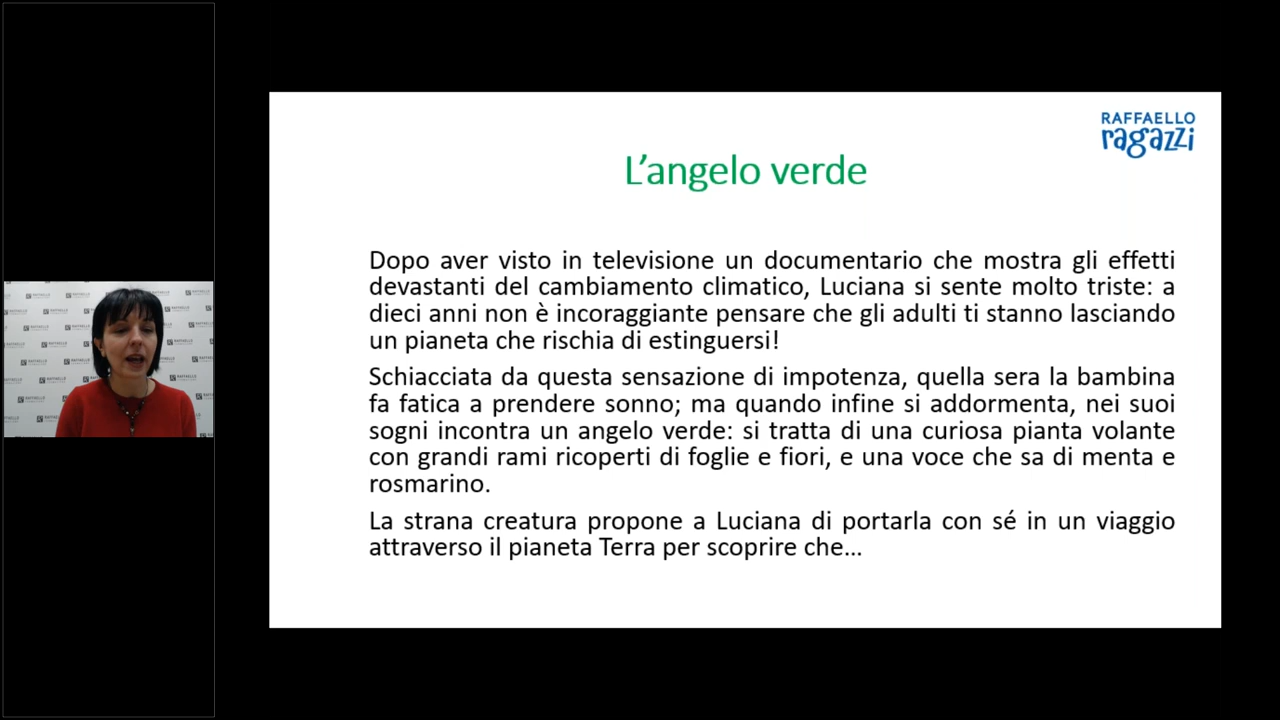 RAFFAELLO
ragazzi
L'angelo verde
Dopo aver visto in televisione un documentario che mostra gli effetti
devastanti del cambiamento climatico, Luciana si sente molto triste: a
dieci anni non è incoraggiante pensare che gli adulti ti stanno lasciando
un pianeta che rischia di estinguersi!
Schiacciata da questa sensazione di impotenza, quella sera la bambina
fa fatica a prendere sonno; ma quando infine si addormenta, nei suoi
sogni incontra un angelo verde: si tratta di una curiosa pianta volante
con grandi rami ricoperti di foglie e fiori, e una voce che sa di menta e
rosmarino.
La strana creatura propone a Luciana di portarla con sé in un viaggio
attraverso il pianeta Terra per scoprire che...